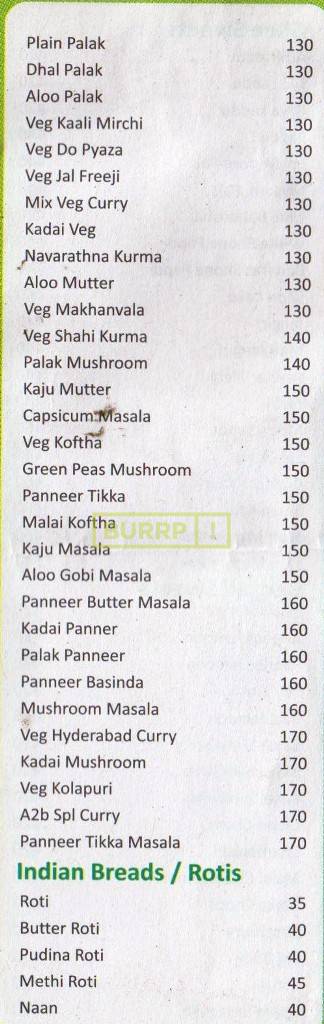 Plain Palak 130
Dhal Palak 130
Aloo Palak 130
Veg Kaali Mirchi 130
Veg Do Pyaza 130
Veg Jal Freeji 130
Mix Veg Curry 130
Kadai Veg 130
Navarathna Kurma 130
Aloo Mutter 130
Veg Makhanvala 130
Veg Shahi Kurma 140
Palak Mushroom 140
Kaju Mutter 150
Capsicum Masala 150
Veg Koftha 150
Green Peas Mushroom 150
Panneer Tikka 150
Malai Koftha 150
BURRP !
Kaju Masala 150
Aloo Gobi Masala 150
Panneer Butter Masala 160
Kadai Panner 160
Palak Panneer 160
Panneer Basinda 160
Mushroom Masala 160
Veg Hyderabad Curry 170
Kadai Mushroom 170
Veg Kolapuri 170
A2b Spl Curry 170
Panneer Tikka Masala 170
Indian Breads / Rotis
Roti 35
Butter Roti 40
Pudina Roti 40
Methi Roti 45
Naan 40